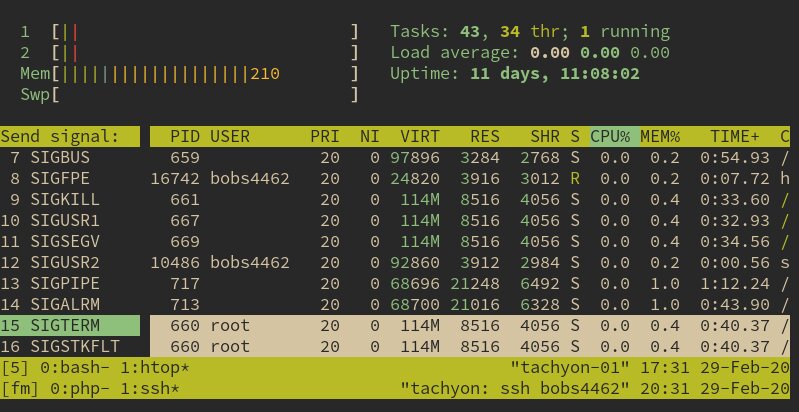 1 [|| ] Tasks: 43, 34 thr; 1 running
2 [|| ] Load average: 0.00 0.00 0.00
Mem[|||||||||||||||||||210 ] Uptime: 11 days, 11:08:02
Swp[ ]
Send signal: PID USER PRI NI VIRT RES SHR S CPU% MEM% TIME+ C
7 SIGBUS 659 20 0 97896 3284 2768 S 0.0 0.2 0:54.93 /
8 SIGFPE 16742 bobs4462 20 0 24820 3916 3012 R 0.0 0.2 0:07.72 h
9 SIGKILL 661 20 0 114M 8516 4056 S 0.0 0.4 0:33.60 /
10 SIGUSR1 667 20 0 114M 8516 4056 S 0.0 0.4 0:32.93 /
11 SIGSEGV 669 20 0 114M 8516 4056 S 0.0 0.4 0:34.56 /
12 SIGUSR2 10486 bobs4462 20 0 92860 3912 2984 S 0.0 0.2 0:00.56 s
13 SIGPIPE 717 20 0 68696 21248 6492 S 0.0 1.0 1:12.24 /
14 SIGALRM 713 20 0 68700 21016 6328 S 0.0 1.0 0:43.90 /
15 SIGTERM 660 root 20 0 114M 8516 4056 S 0.0 0.4 0:40.37 /
16 SIGSTKFLT 660 root 20 0 114M 8516 4056 S 0.0 0.4 0:40.37 /
[5] 0:bash- 1:htop* "tachyon-01" 17:31 29-Feb-20
[fm] 0:php- 1:ssh* "tachyon: ssh bobs4462" 20:31 29-Feb-20